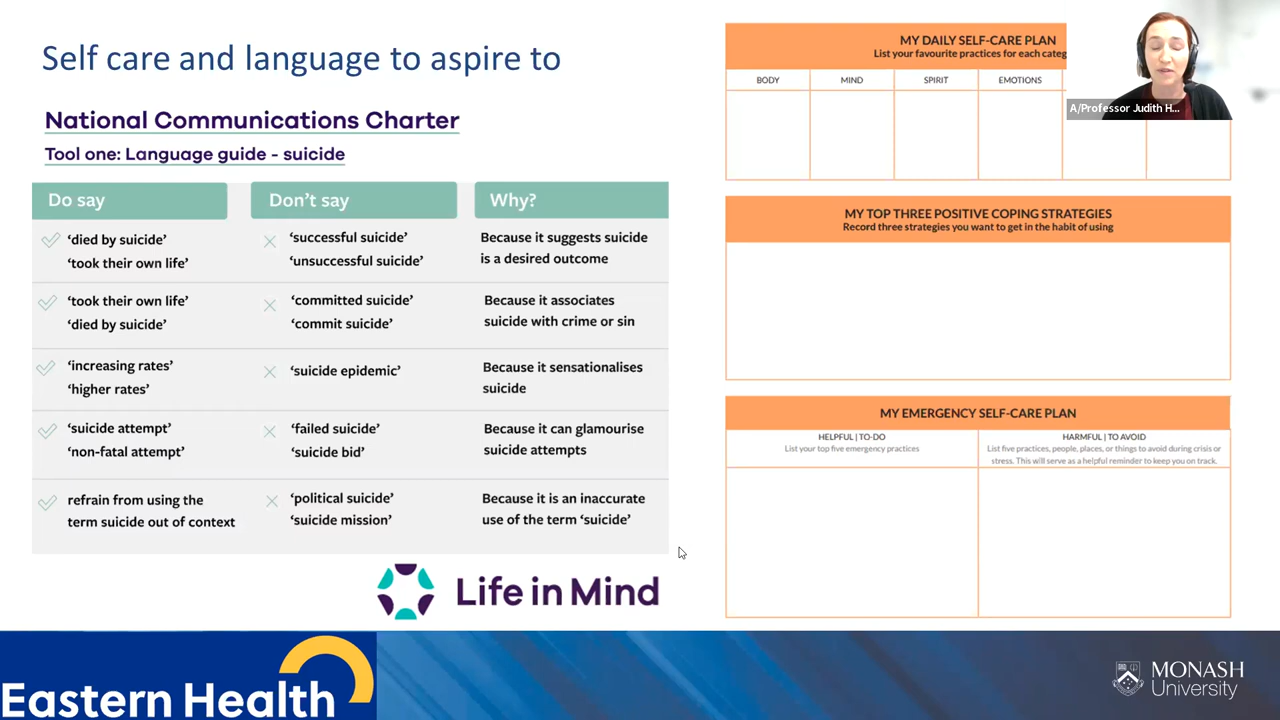 Self care and language to aspire to
National Communications Charter
Tool one: Language guide - suicide
Do say
Don't say
Why?
'died by suicide'
'took their own life'
'successful suicide'
'unsuccessful suicide'
Because it suggests suicide
is a desired outcome
'took their own life'
'died by suicide'
'committed suicide'
'commit suicide'
Because it associates
suicide with crime or sin
'increasing rates'
'higher rates'
'suicide epidemic'
Because it sensationalises
suicide
'suicide attempt'
'non-fatal attempt'
'failed suicide'
'suicide bid'
Because it can glamourise
suicide attempts
refrain from using the
term suicide out of context
'political suicide'
'suicide mission'
Because it is an inaccurate
use of the term 'suicide'
Life in Mind
MY DAILY SELF-CARE PLAN
List your favourite practices for each categ
BODY
MIND
SPIRIT
EMOTIONS
A/Professor Judith H...
MY TOP THREE POSITIVE COPING STRATEGIES
Record three strategies you want to get in the habit of using
MY EMERGENCY SELF-CARE PLAN
HELPFUL | TO-DO
List your top five emergency practices
HARMFUL | TO AVOID
List five practices, people, places, or things to avoid during crisis or
stress. This will serve as a helpful reminder to keep you on track.
Eastern Health
MONASH
University